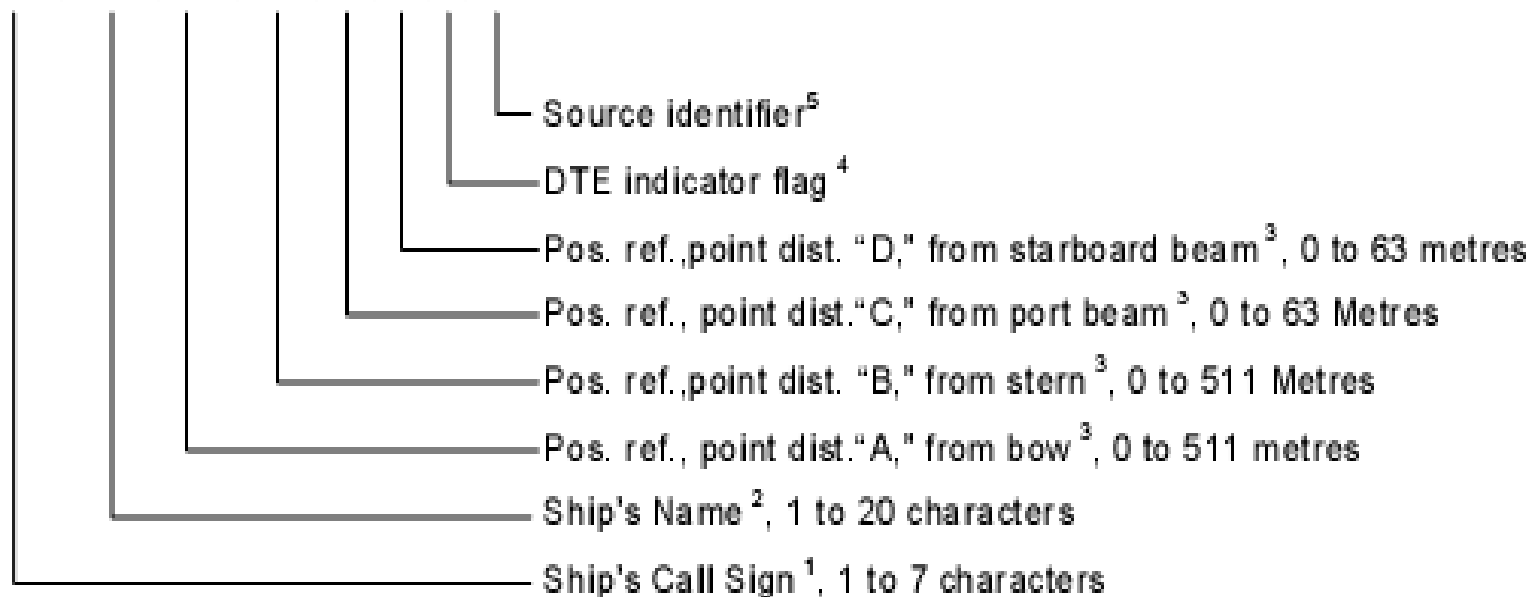 Source identifier⁵
DTE indicator flag ⁴
Pos. ref.,point dist. “D,” from starboard beam ³, 0 to 63 metres
Pos. ref., point dist.“C,” from port beam ³, 0 to 63 Metres
Pos. ref.,point dist. “B,” from stern ³, 0 to 511 Metres
Pos. ref., point dist.“A,” from bow ³, 0 to 511 metres
Ship's Name ², 1 to 20 characters
Ship's Call Sign ¹, 1 to 7 characters